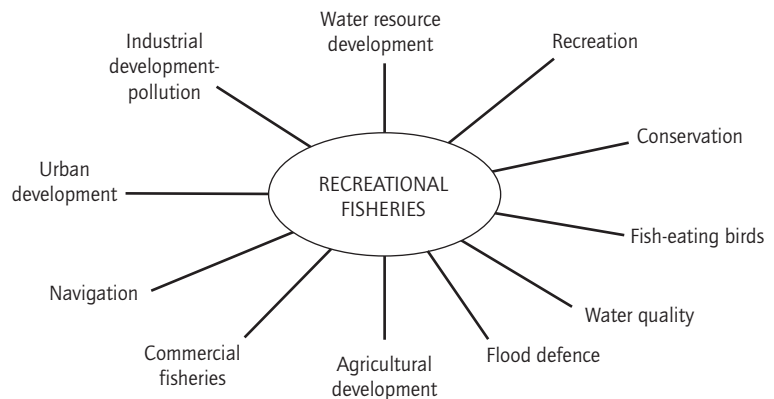 Water resource
development
Recreation
Industrial
development-
pollution
Conservation
Urban
development
RECREATIONAL
FISHERIES
Fish-eating birds
Navigation
Water quality
Commercial
fisheries
Agricultural
development
Flood defence